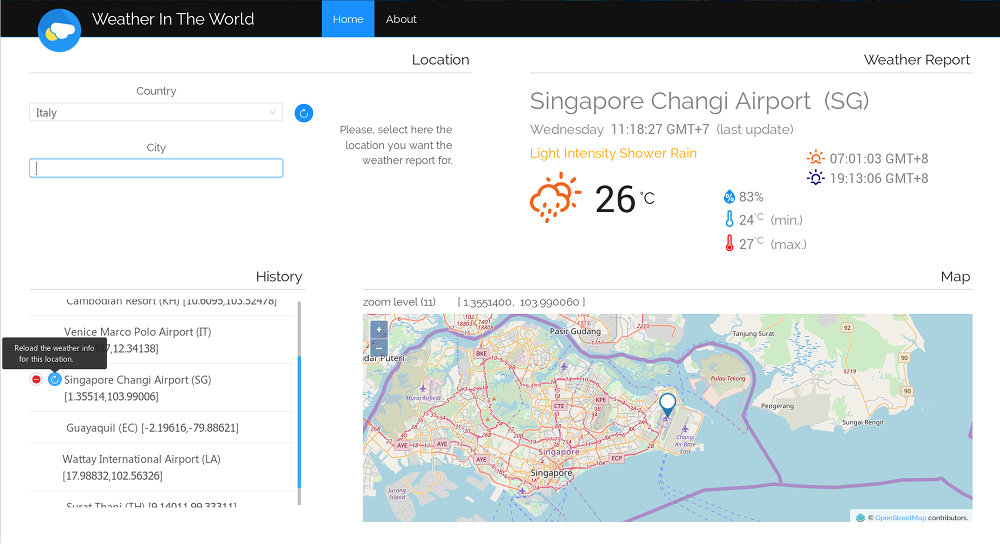 Weather In The World
Home
About
Location
Country
Italy
City
Please, select here the
location you want the
weather report for.
Weather Report
Singapore Changi Airport (SG)
Wednesday 11:18:27 GMT+7 (last update)
Light Intensity Shower Rain
26 °C
07:01:03 GMT+8
19:13:06 GMT+8
83%
24°C (min.)
27°C (max.)
History
Cambodian Resort (KH) [10.6095,103.52478]
Venice Marco Polo Airport (IT)
12.34138]
Reload the weather info
for this location.
Singapore Changi Airport (SG)
[1.35514,103.99006]
Guayaquil (EC) [-2.19616,-79.88621]
Wattay International Airport (LA)
[17.98832,102.56326]
Surat Thani (TH) [9.14011,99.33311]
Map
zoom level (11) [ 1.3551400, 103.990060 ]
+
−
Pasir Gudang
Tanjung Surat
Puteri
BKE
Murai Airfield
Pulau Tekong
Pengerang
Sungai Rengit
CTE
KPE
PIE
Changi
Air Base
East
AYE
AYE
AYE
Singapore
ECP
Singapore
Jurong
Island
© OpenStreetMap contributors.